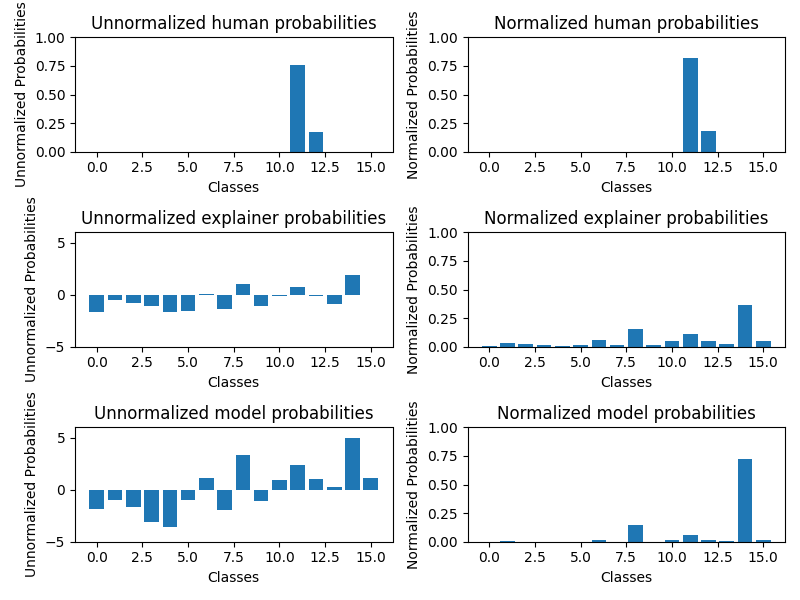 Unnormalized human probabilities
Unnormalized Probabilities
1.00
0.75
0.50
0.25
0.00
0.0 2.5 5.0 7.5 10.0 12.5 15.0
Classes
Normalized human probabilities
Normalized Probabilities
1.00
0.75
0.50
0.25
0.00
0.0 2.5 5.0 7.5 10.0 12.5 15.0
Classes
Unnormalized explainer probabilities
Unnormalized Probabilities
5
0
−5
0.0 2.5 5.0 7.5 10.0 12.5 15.0
Classes
Normalized explainer probabilities
Normalized Probabilities
1.00
0.75
0.50
0.25
0.00
0.0 2.5 5.0 7.5 10.0 12.5 15.0
Classes
Unnormalized model probabilities
Unnormalized Probabilities
5
0
−5
0.0 2.5 5.0 7.5 10.0 12.5 15.0
Classes
Normalized model probabilities
Normalized Probabilities
1.00
0.75
0.50
0.25
0.00
0.0 2.5 5.0 7.5 10.0 12.5 15.0
Classes